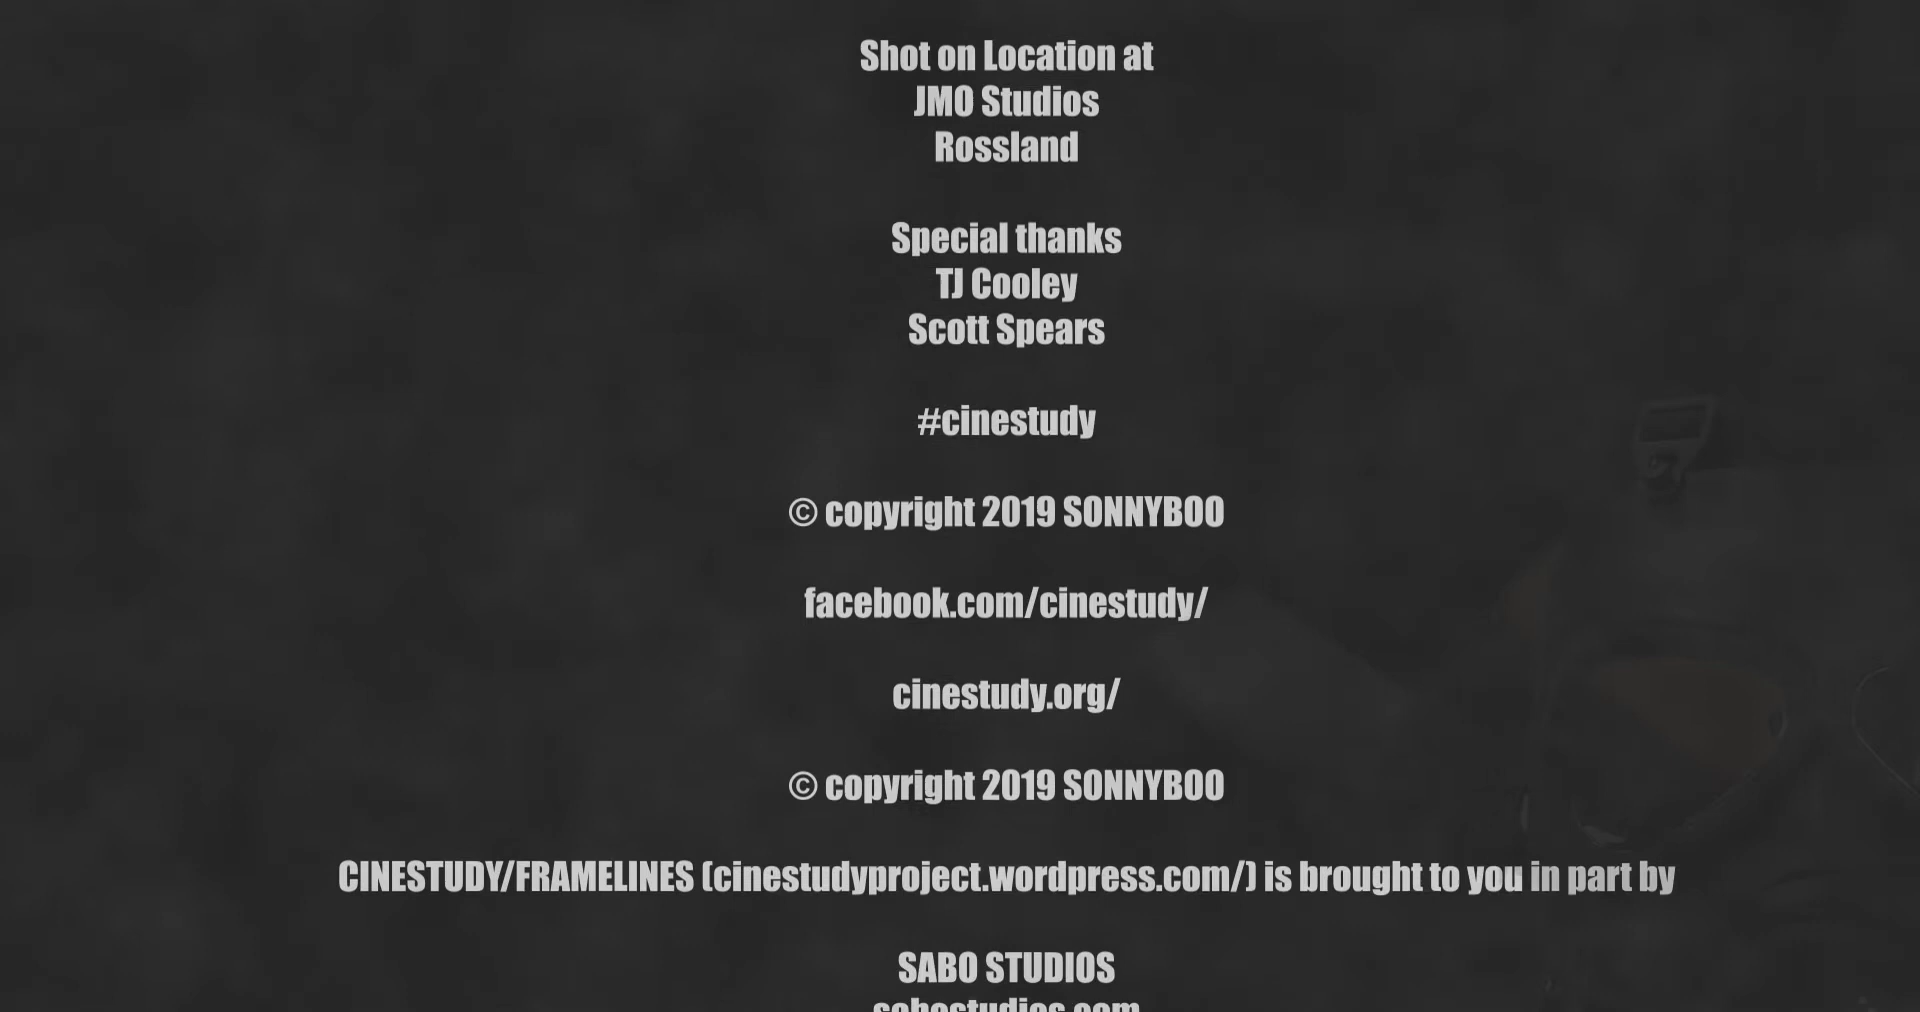 Shot on Location at
JMO Studios
Rossland
Special thanks
TJ Cooley
Scott Spears
#cinestudy
© copyright 2019 SONNYBOO
facebook.com/cinestudy/
cinestudy.org/
© copyright 2019 SONNYBOO
CINESTUDY/FRAMELINES (cinestudyproject.wordpress.com/) is brought to you in part by
SABO STUDIOS
sabostudios.com